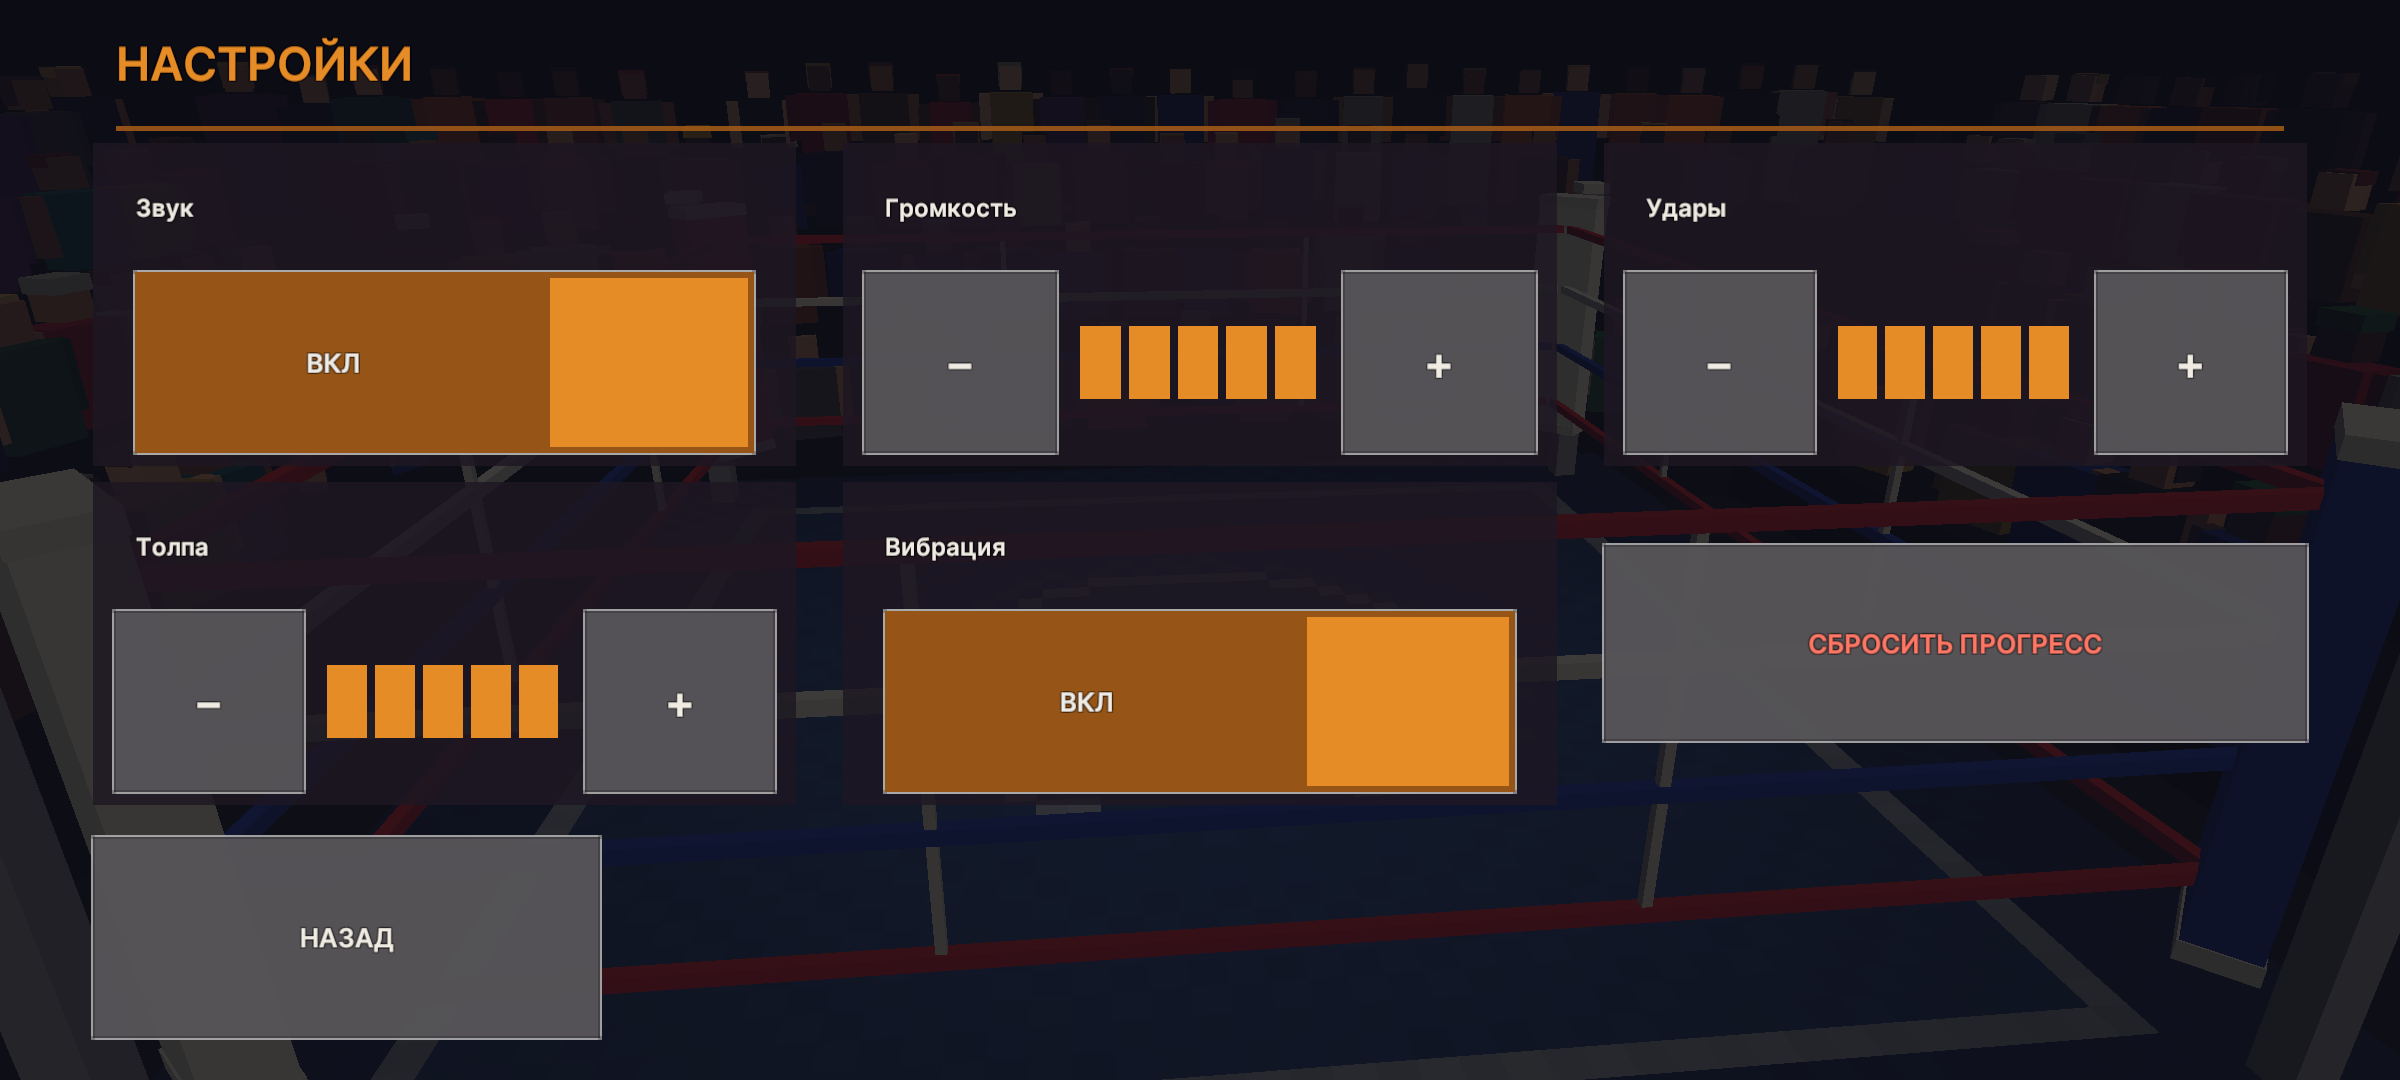 НАСТРОЙКИ
Звук
Громкость
Удары
ВКЛ
− +
− +
Толпа
Вибрация
− +
ВКЛ
СБРОСИТЬ ПРОГРЕСС
НАЗАД